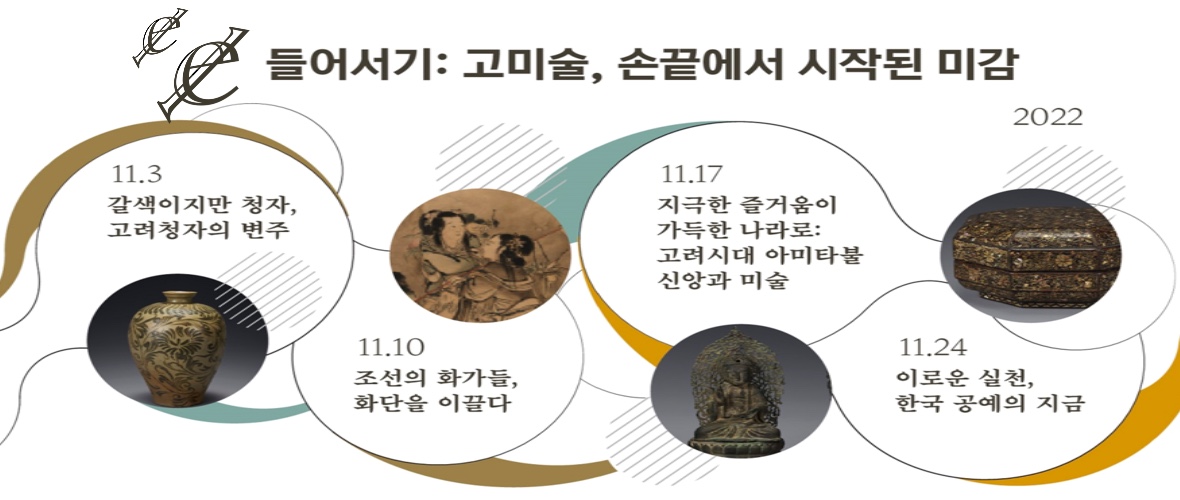 들어서기: 고미술, 손끝에서 시작된 미감
2022
11.3
갈색이지만 청자,
고려청자의 변주
11.10
조선의 화가들,
화단을 이끌다
11.17
지극한 즐거움이
가득한 나라로:
고려시대 아미타불
신앙과 미술
11.24
이로운 실천,
한국 공예의 지금